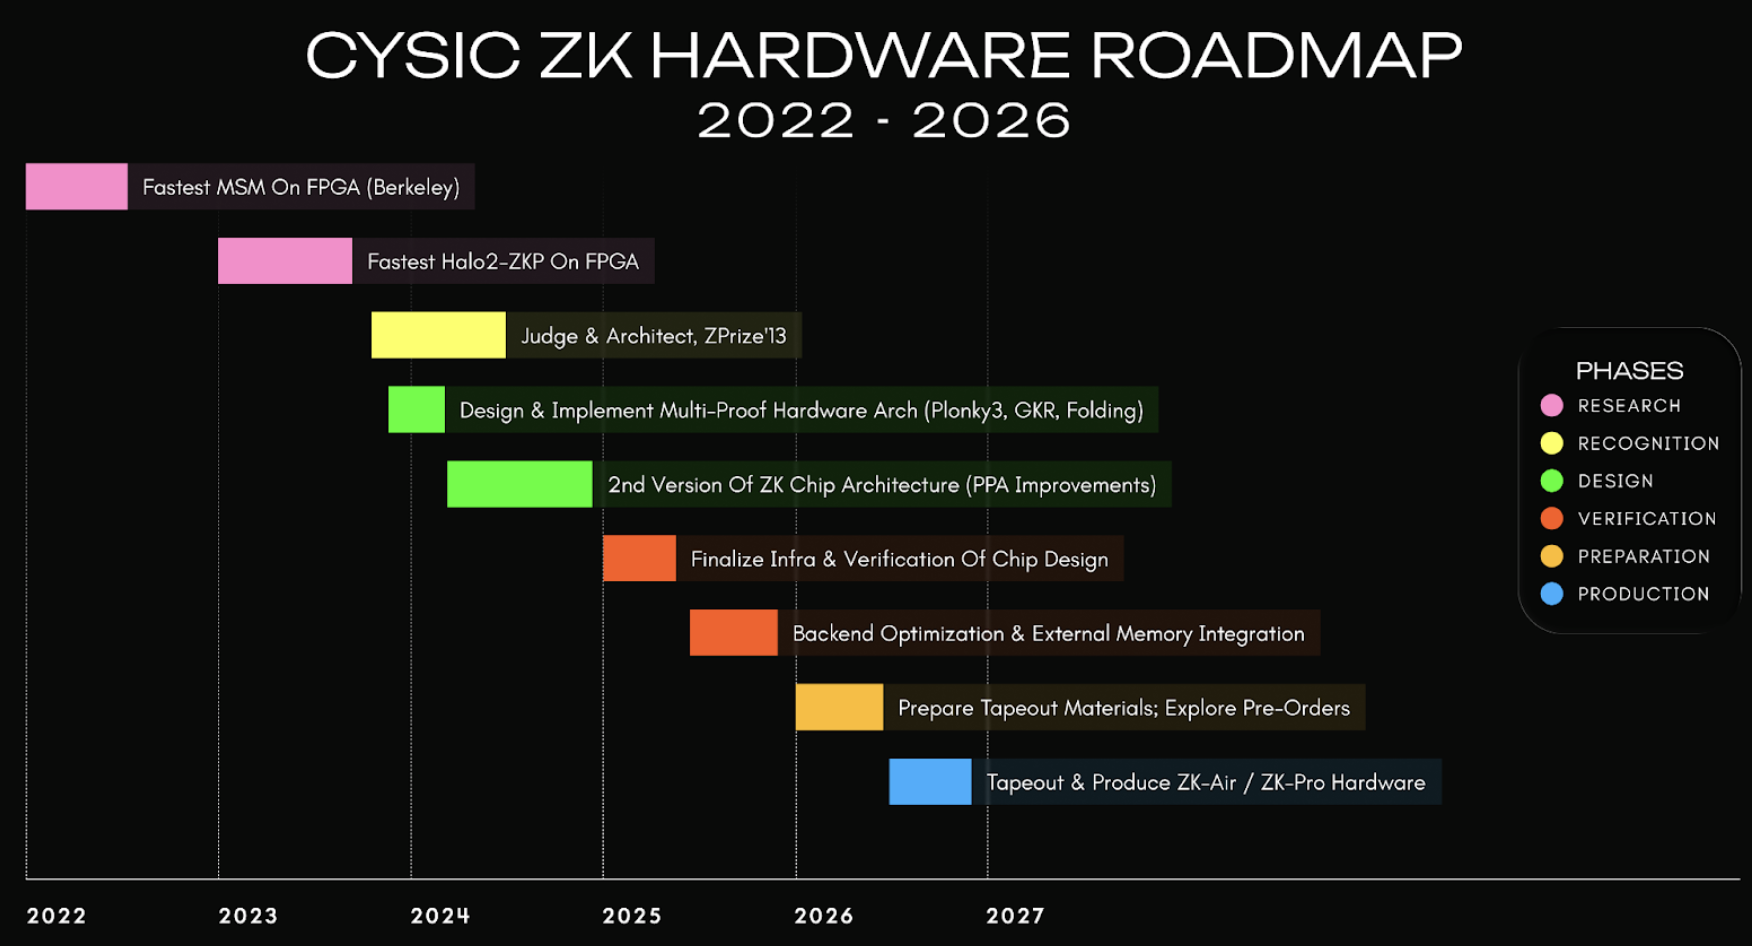 CYSIC ZK HARDWARE ROADMAP
2022 - 2026
Fastest MSM On FPGA (Berkeley)
Fastest Halo2-ZKP On FPGA
Judge & Architect, ZPrize'13
Design & Implement Multi-Proof Hardware Arch (Plonky3, GKR, Folding)
2nd Version Of ZK Chip Architecture (PPA Improvements)
Finalize Infra & Verification Of Chip Design
Backend Optimization & External Memory Integration
Prepare Tapeout Materials; Explore Pre-Orders
Tapeout & Produce ZK-Air / ZK-Pro Hardware
PHASES
RESEARCH
RECOGNITION
DESIGN
VERIFICATION
PREPARATION
PRODUCTION
2022 2023 2024 2025 2026 2027